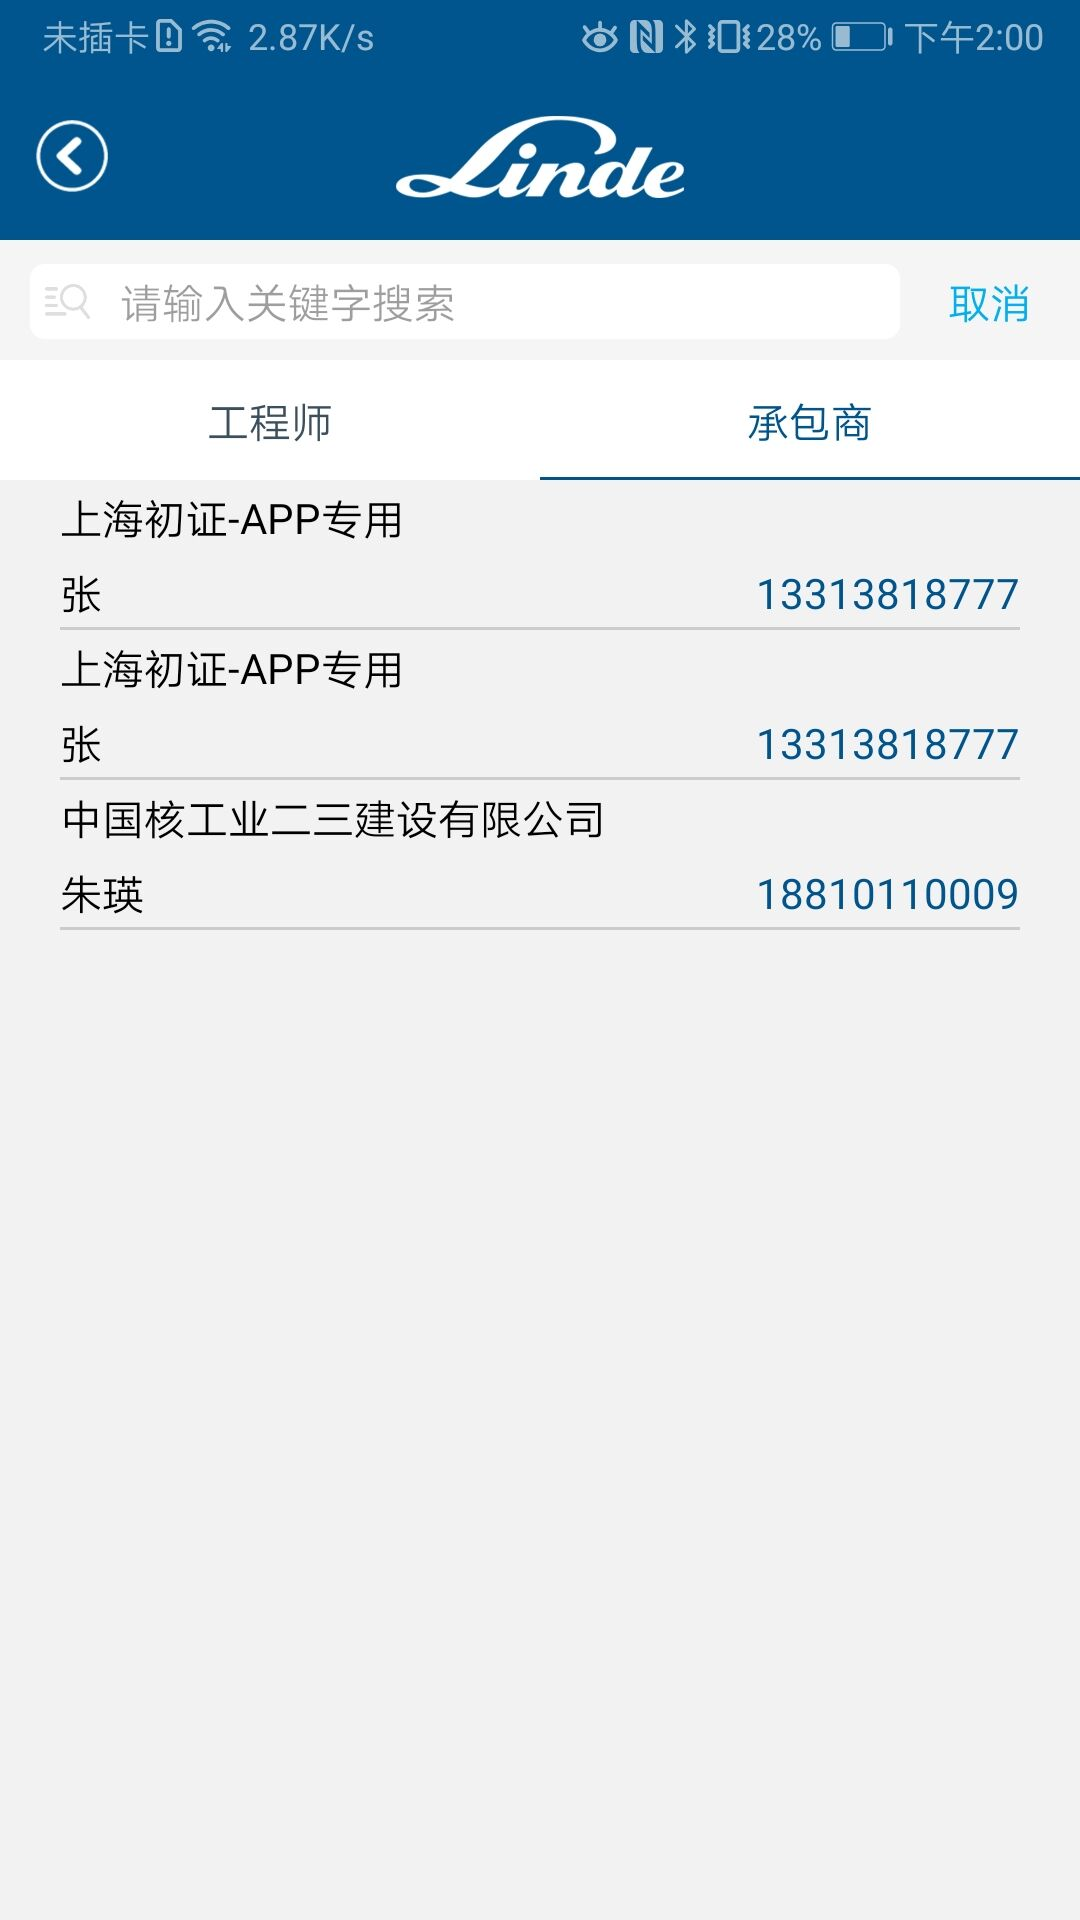 未插卡 2.87K/s 28% 下午2:00
Linde
请输入关键字搜索 取消
工程师 承包商
上海初证-APP专用
张 13313818777
上海初证-APP专用
张 13313818777
中国核工业二三建设有限公司
朱瑛 18810110009